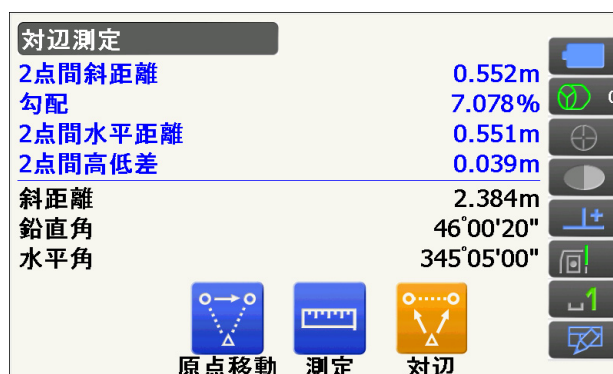 対辺測定
2点間斜距離 0.552m
勾配 7.078%
2点間水平距離 0.551m
2点間高低差 0.039m
斜距離 2.384m
鉛直角 46°00'20"
水平角 345°05'00"
原点移動 測定 対辺
1